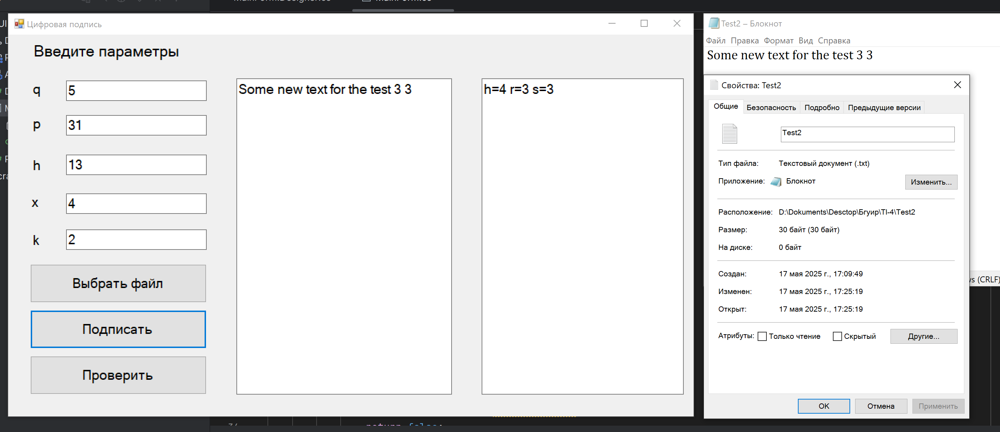 Цифровая подпись
Введите параметры
q 5
p 31
h 13
x 4
k 2
Выбрать файл
Подписать
Проверить
Some new text for the test 3 3
h=4 r=3 s=3
Test2 – Блокнот
Файл Правка Формат Вид Справка
Some new text for the test 3 3
Свойства: Test2
Общие Безопасность Подробно Предыдущие версии
Test2
Тип файла: Текстовый документ (.txt)
Приложение: Блокнот Изменить...
Расположение: D:\Dokuments\Desctop\Бгуир\TI-4\Test2
Размер: 30 байт (30 байт)
На диске: 0 байт
Создан: 17 мая 2025 г., 17:09:49
Изменен: 17 мая 2025 г., 17:25:19
Открыт: 17 мая 2025 г., 17:25:19
Атрибуты: Только чтение Скрытый Другие...
ОК Отмена Применить
(CRLF)